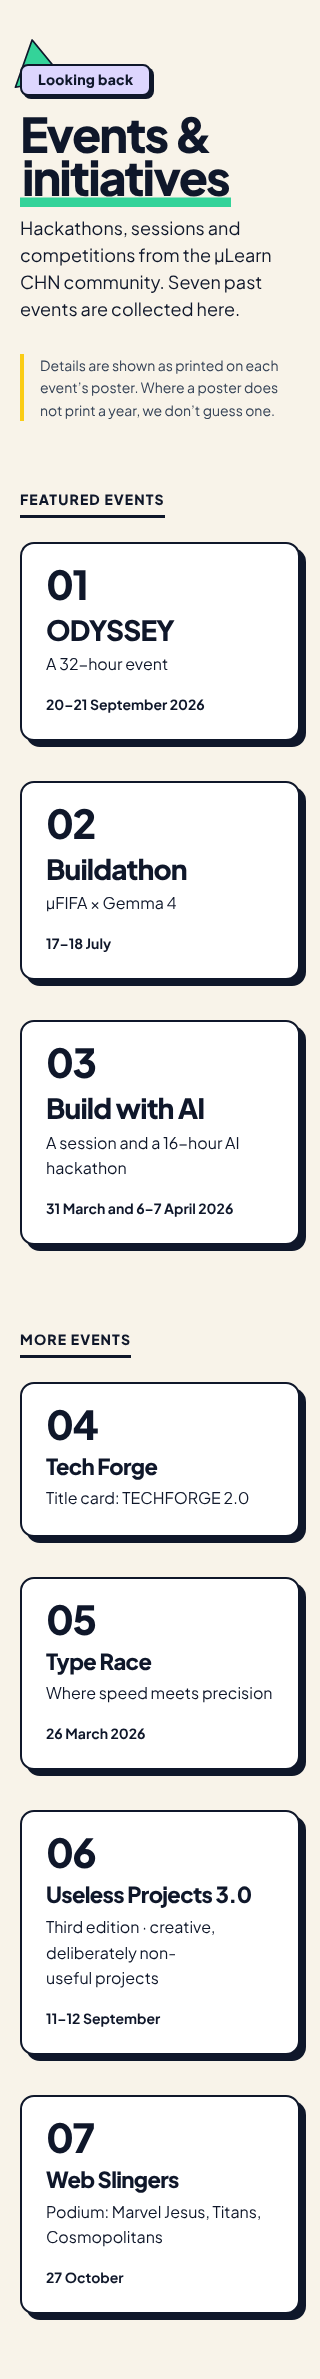 Looking back
Events &
initiatives
Hackathons, sessions and
competitions from the µLearn
CHN community. Seven past
events are collected here.
Details are shown as printed on each
event’s poster. Where a poster does
not print a year, we don’t guess one.
FEATURED EVENTS
01
ODYSSEY
A 32-hour event
20–21 September 2026
02
Buildathon
µFIFA × Gemma 4
17–18 July
03
Build with AI
A session and a 16-hour AI
hackathon
31 March and 6–7 April 2026
MORE EVENTS
04
Tech Forge
Title card: TECHFORGE 2.0
05
Type Race
Where speed meets precision
26 March 2026
06
Useless Projects 3.0
Third edition · creative,
deliberately non-
useful projects
11–12 September
07
Web Slingers
Podium: Marvel Jesus, Titans,
Cosmopolitans
27 October